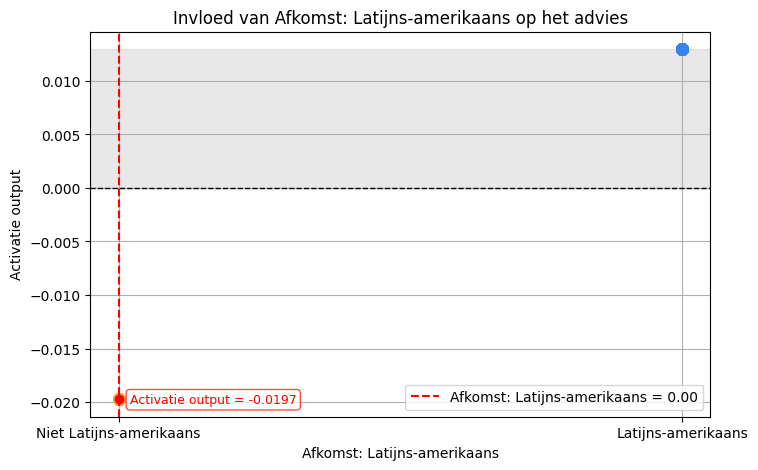 Invloed van Afkomst: Latijns-amerikaans op het advies
Activatie output
0.010
0.005
0.000
−0.005
−0.010
−0.015
−0.020
Activatie output = -0.0197
Afkomst: Latijns-amerikaans = 0.00
Niet Latijns-amerikaans
Latijns-amerikaans
Afkomst: Latijns-amerikaans